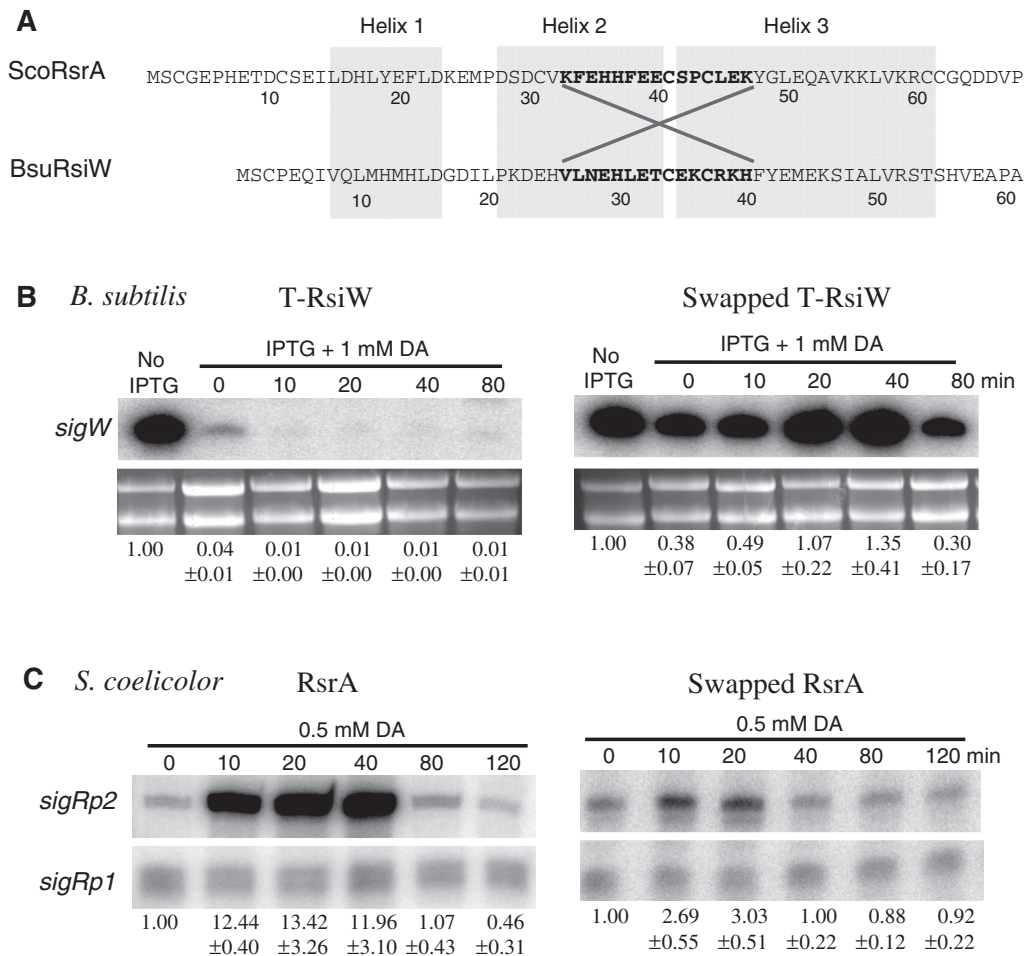 A
Helix 1 Helix 2 Helix 3
ScoRsrA MSCGEPHETDCSEILDHLYEFLDKEMPDSDCVKFEHHFEECSPCLEKYGLEQAVKKLVKRCCGQDDVP
10 20 30 40 50 60
BsuRsiW MSCPEQIVQLMHMHLDGDILPKDEHVLNEHLETCEKCRKHFYEMEKSIALVRSTSHVEAPA
10 20 30 40 50 60
B B. subtilis T-RsiW Swapped T-RsiW
No IPTG IPTG + 1 mM DA No IPTG IPTG + 1 mM DA
0 10 20 40 80 0 10 20 40 80 min
sigW
1.00 0.04 0.01 0.01 0.01 0.01 1.00 0.38 0.49 1.07 1.35 0.30
±0.01 ±0.00 ±0.00 ±0.00 ±0.01 ±0.07 ±0.05 ±0.22 ±0.41 ±0.17
C S. coelicolor RsrA Swapped RsrA
0.5 mM DA 0.5 mM DA
0 10 20 40 80 120 0 10 20 40 80 120 min
sigRp2
sigRp1
1.00 12.44 13.42 11.96 1.07 0.46 1.00 2.69 3.03 1.00 0.88 0.92
±0.40 ±3.26 ±3.10 ±0.43 ±0.31 ±0.55 ±0.51 ±0.22 ±0.12 ±0.22